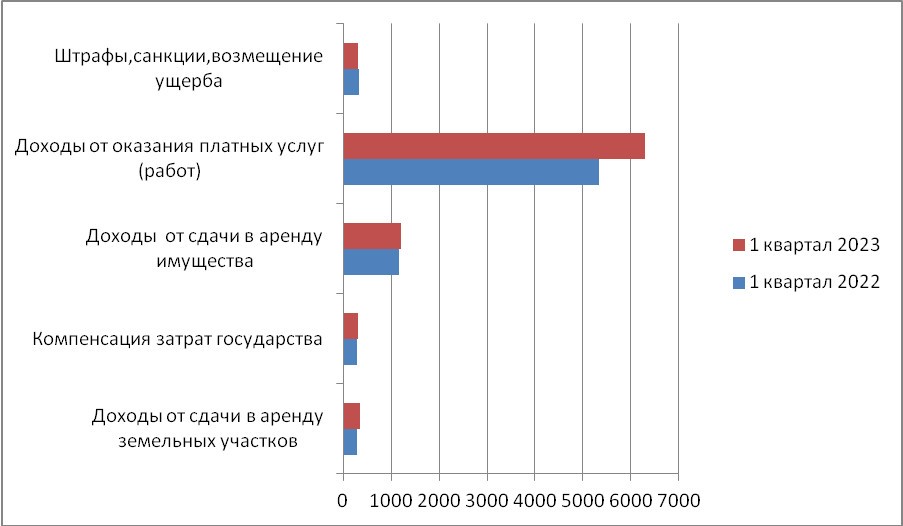 Штрафы,санкции,возмещение
ущерба
Доходы от оказания платных услуг
(работ)
Доходы от сдачи в аренду
имущества
Компенсация затрат государства
Доходы от сдачи в аренду
земельных участков
0 1000 2000 3000 4000 5000 6000 7000
1 квартал 2023
1 квартал 2022